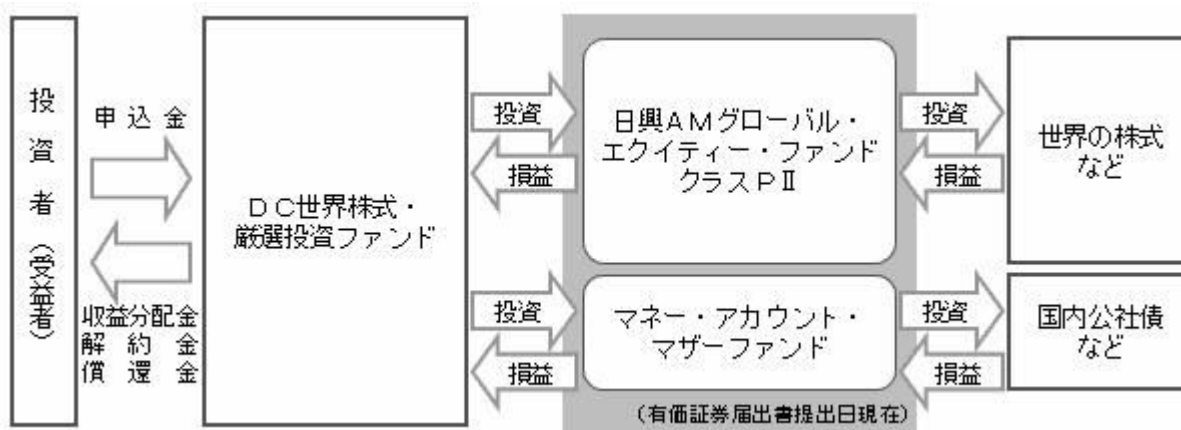 投資者（受益者）
申込金
収益分配金
解約金
償還金
ＤＣ世界株式・
厳選投資ファンド
投資
損益
日興ＡＭグローバル・
エクイティー・ファンド
クラスＰⅡ
投資
損益
世界の株式
など
投資
損益
マネー・アカウント・
マザーファンド
投資
損益
国内公社債
など
（有価証券届出書提出日現在）